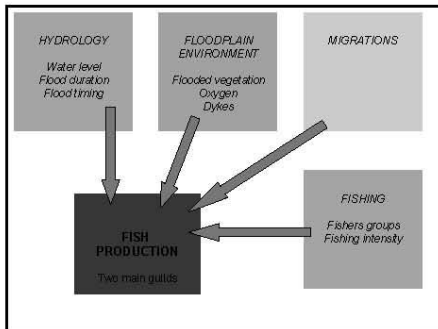 HYDROLOGY
Water level
Flood duration
Flood timing
FLOODPLAIN
ENVIRONMENT
Flooded vegetation
Oxygen
Dykes
MIGRATIONS
FISHING
Fishers groups
Fishing intensity
FISH
PRODUCTION
Two main guilds